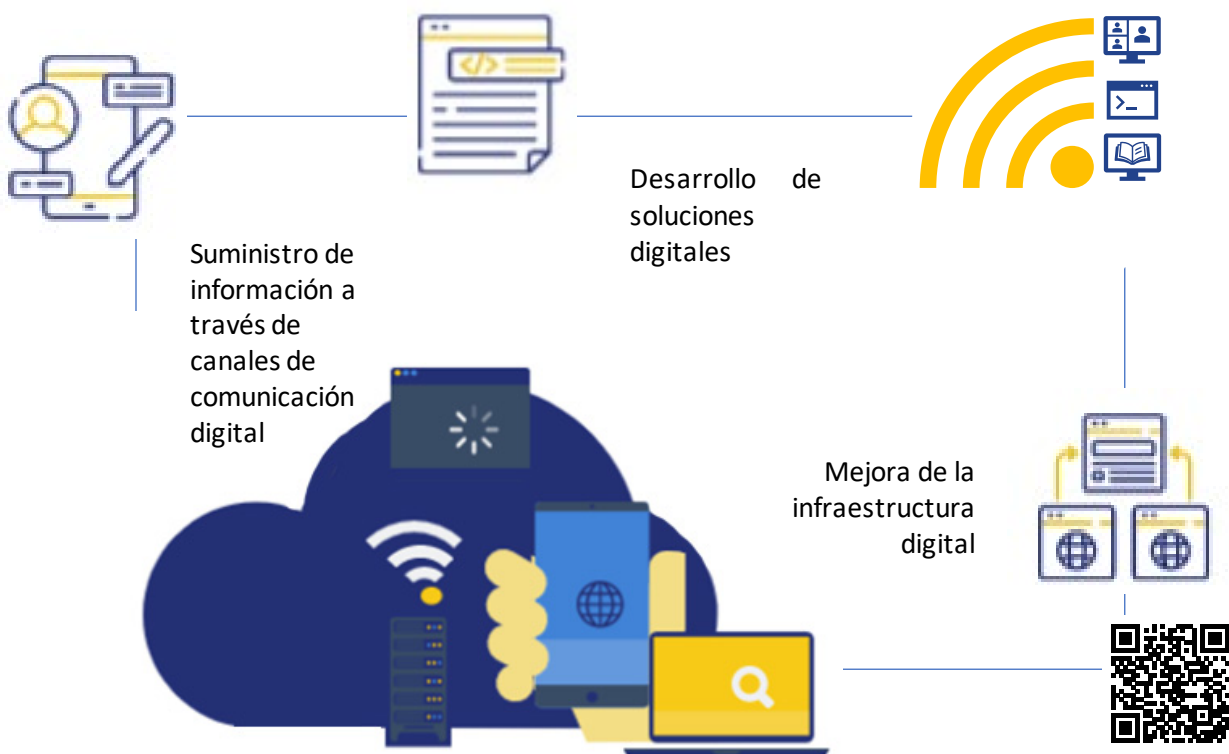 Desarrollo de
soluciones
digitales
Suministro de
información a
través de
canales de
comunicación
digital
Mejora de la
infraestructura
digital